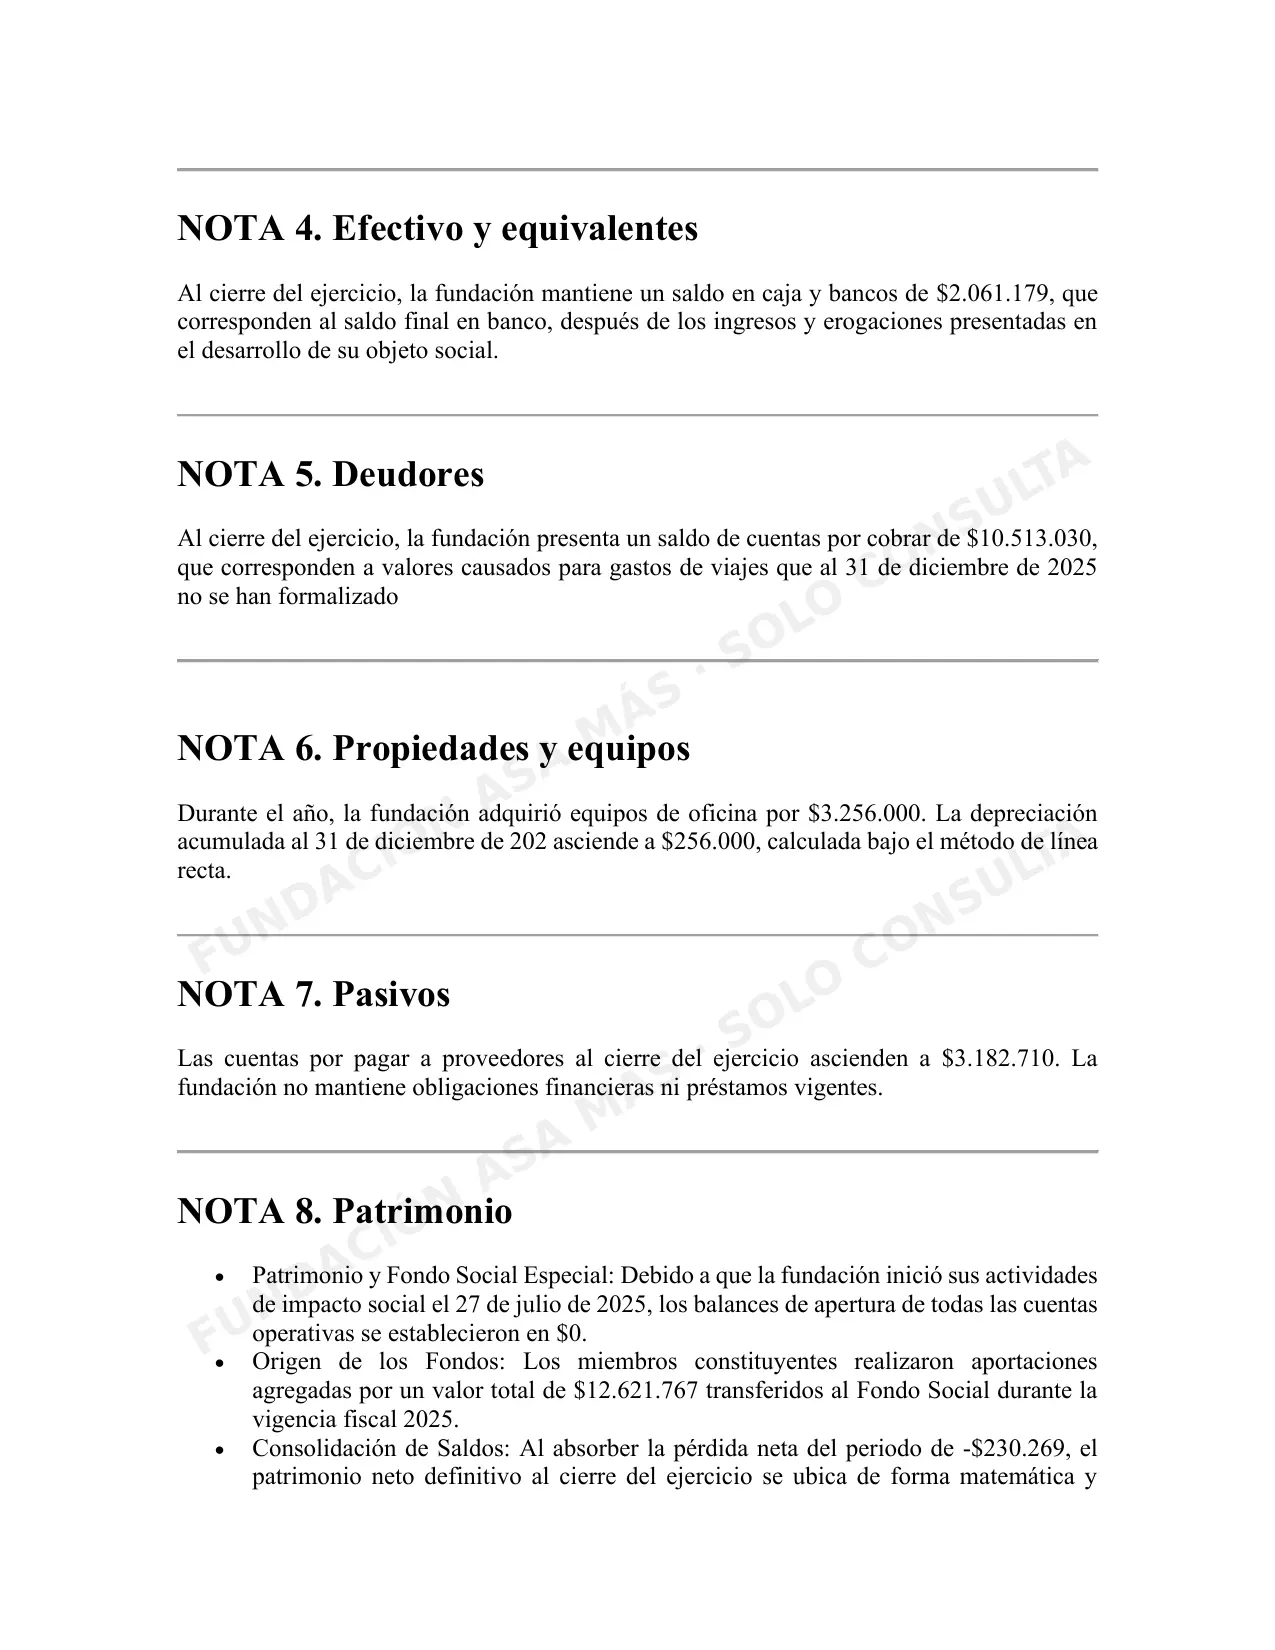 NOTA 4. Efectivo y equivalentes
Al cierre del ejercicio, la fundación mantiene un saldo en caja y bancos de $2.061.179, que
corresponden al saldo final en banco, después de los ingresos y erogaciones presentadas en
el desarrollo de su objeto social.
NOTA 5. Deudores
Al cierre del ejercicio, la fundación presenta un saldo de cuentas por cobrar de $10.513.030,
que corresponden a valores causados para gastos de viajes que al 31 de diciembre de 2025
no se han formalizado
NOTA 6. Propiedades y equipos
Durante el año, la fundación adquirió equipos de oficina por $3.256.000. La depreciación
acumulada al 31 de diciembre de 202 asciende a $256.000, calculada bajo el método de línea
recta.
NOTA 7. Pasivos
Las cuentas por pagar a proveedores al cierre del ejercicio ascienden a $3.182.710. La
fundación no mantiene obligaciones financieras ni préstamos vigentes.
NOTA 8. Patrimonio
• Patrimonio y Fondo Social Especial: Debido a que la fundación inició sus actividades
de impacto social el 27 de julio de 2025, los balances de apertura de todas las cuentas
operativas se establecieron en $0.
• Origen de los Fondos: Los miembros constituyentes realizaron aportaciones
agregadas por un valor total de $12.621.767 transferidos al Fondo Social durante la
vigencia fiscal 2025.
• Consolidación de Saldos: Al absorber la pérdida neta del periodo de -$230.269, el
patrimonio neto definitivo al cierre del ejercicio se ubica de forma matemática y
FUNDACIÓN ASA MÁS · SOLO CONSULTA
FUNDACIÓN ASA MÁS · SOLO CONSULTA